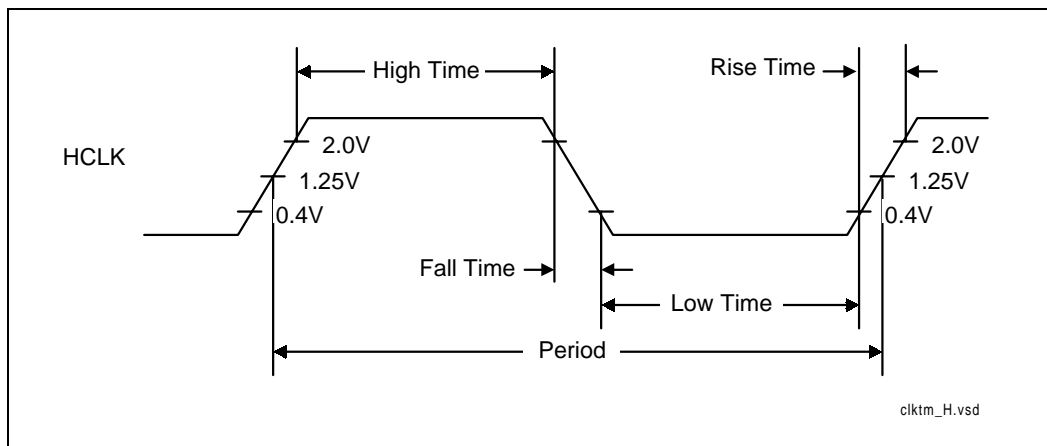 High Time
Rise Time
HCLK
2.0V
1.25V
0.4V
2.0V
1.25V
0.4V
Fall Time
Low Time
Period
clktm_H.vsd